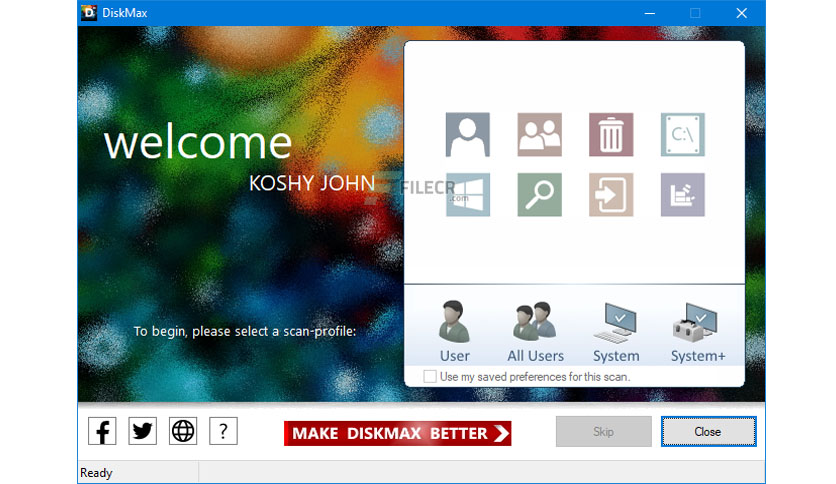 DiskMax
welcome
KOSHY JOHN
FILECR
.com
C:\
To begin, please select a scan-profile:
User
All Users
System
System+
Use my saved preferences for this scan.
?
MAKE DISKMAX BETTER
Skip
Close
Ready